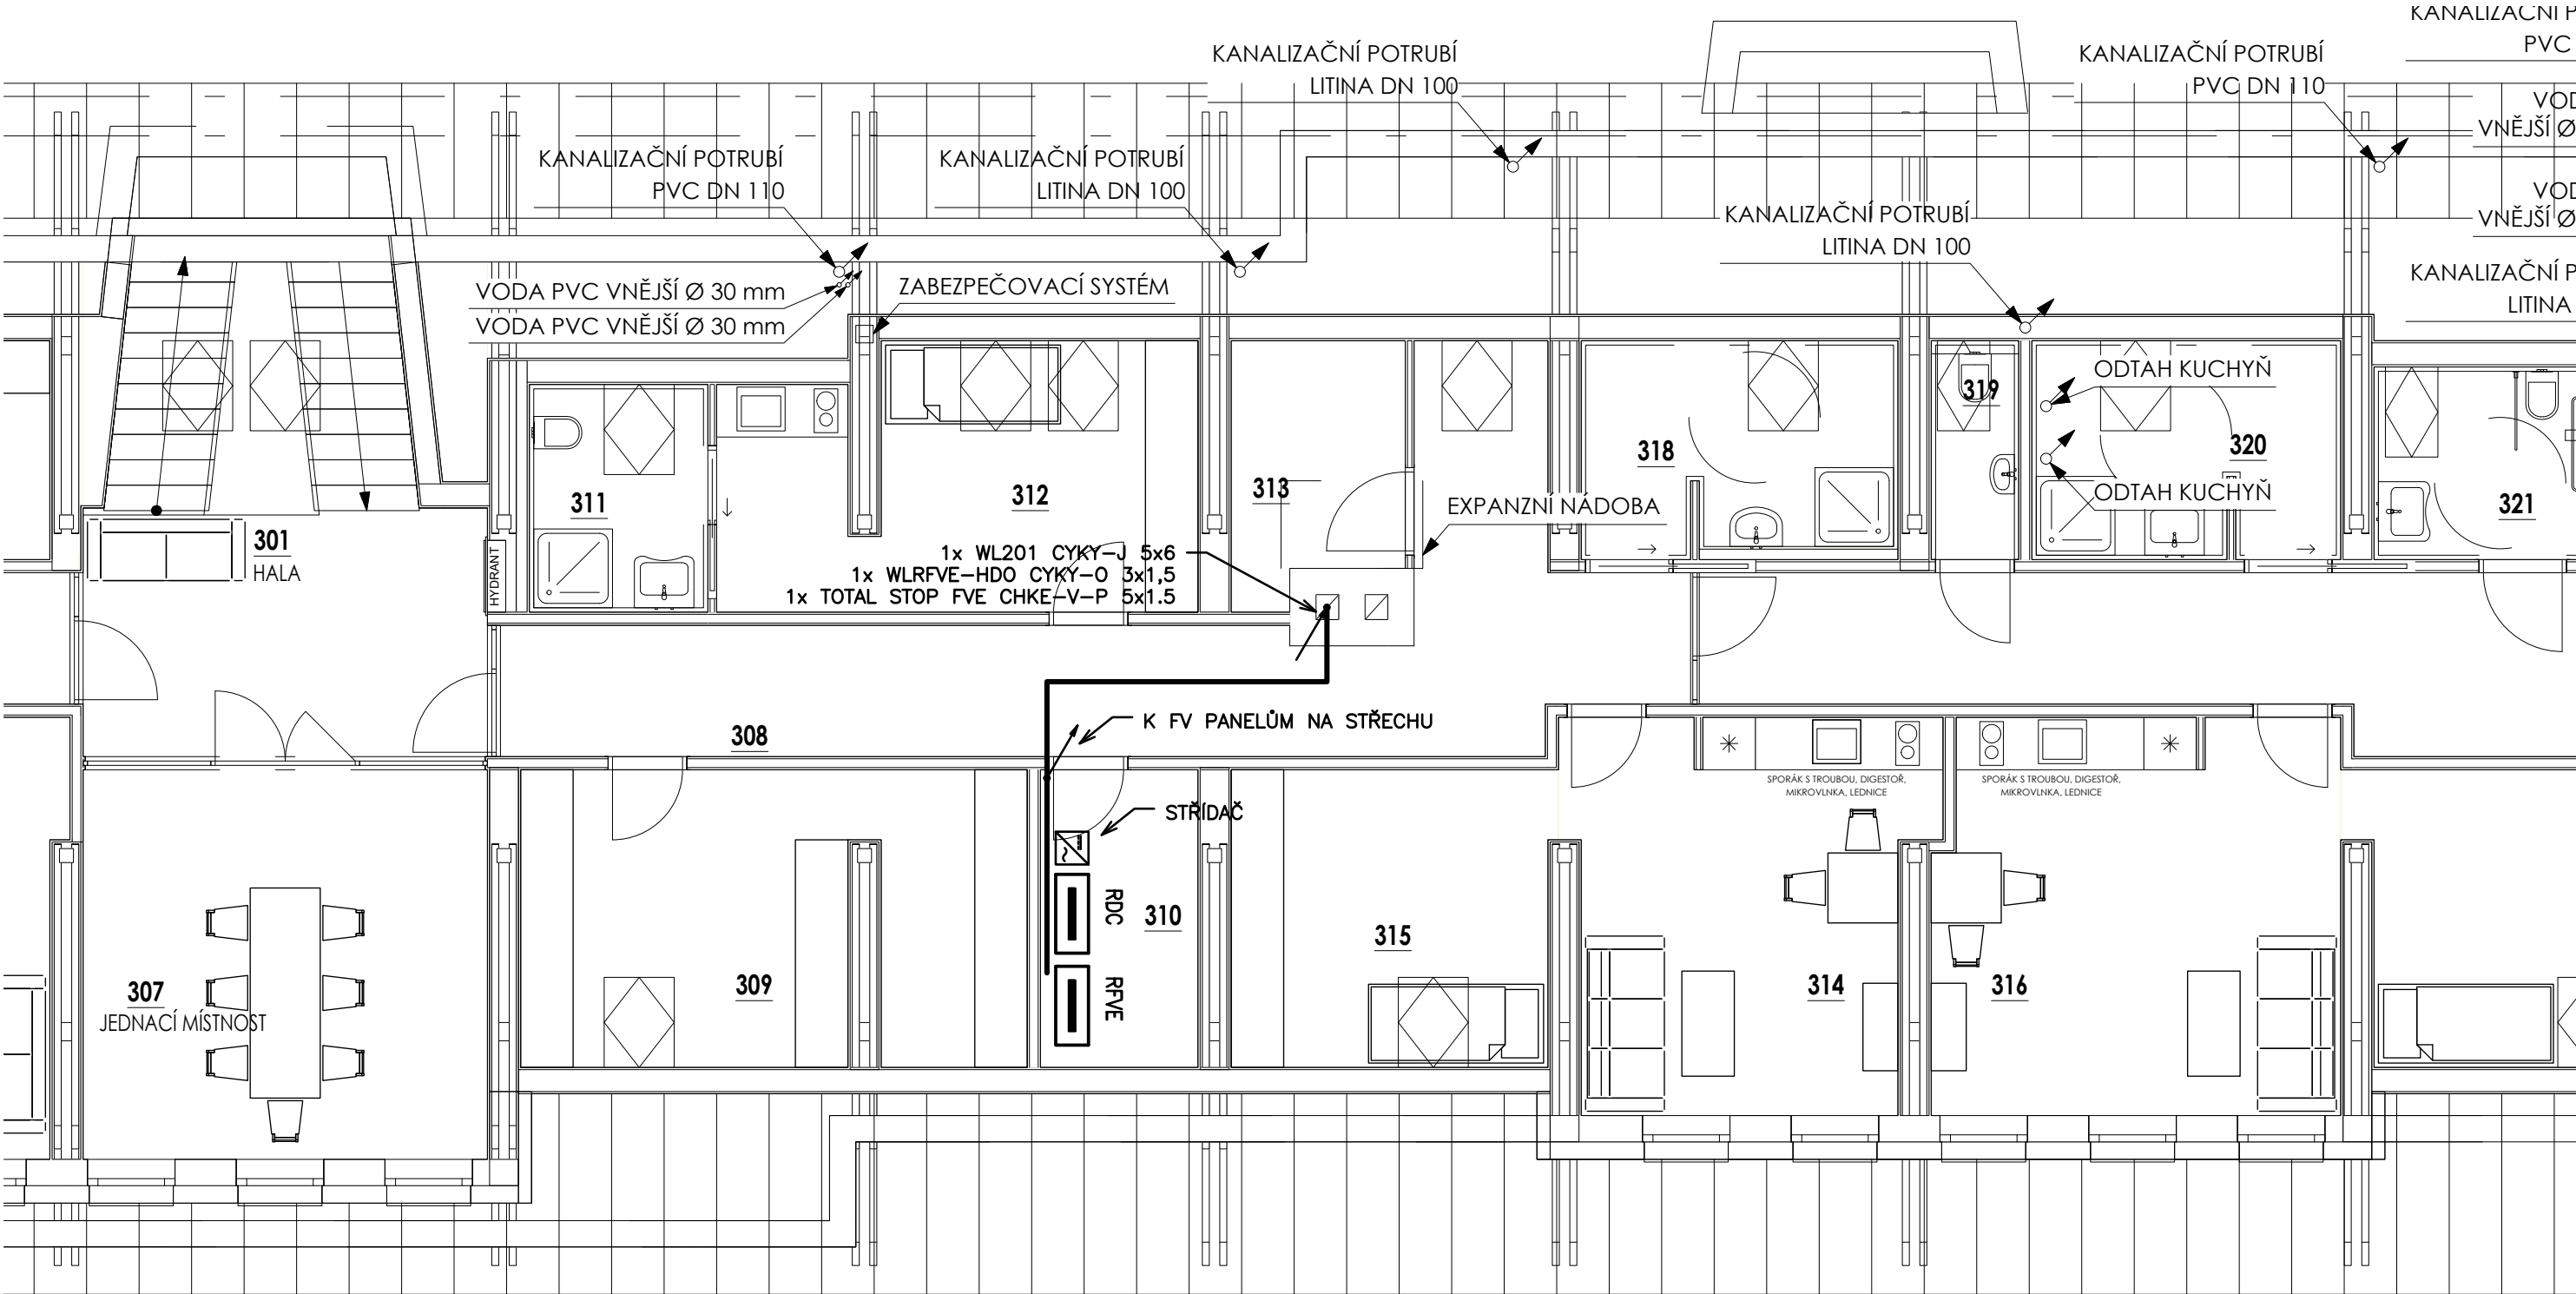 KANALIZAČNÍ P
PVC
KANALIZAČNÍ POTRUBÍ
LITINA DN 100
KANALIZAČNÍ POTRUBÍ
PVC DN 110
VOD
VNĚJŠÍ Ø
KANALIZAČNÍ POTRUBÍ
PVC DN 110
KANALIZAČNÍ POTRUBÍ
LITINA DN 100
KANALIZAČNÍ POTRUBÍ
LITINA DN 100
VOD
VNĚJŠÍ Ø
KANALIZAČNÍ P
LITINA
VODA PVC VNĚJŠÍ Ø 30 mm
VODA PVC VNĚJŠÍ Ø 30 mm
ZABEZPEČOVACÍ SYSTÉM
ODTAH KUCHYŇ
ODTAH KUCHYŇ
319
318
320
321
311
312
313
EXPANZNÍ NÁDOBA
301
HALA
HYDRANT
1x WL201 CYKY-J 5x6
1x WLRFVE-HDO CYKY-O 3x1,5
1x TOTAL STOP FVE CHKE-V-P 5x1.5
K FV PANELŮM NA STŘECHU
308
STŘÍDAČ
SPORÁK S TROUBOU, DIGESTOŘ,
MIKROVLNKA, LEDNICE
SPORÁK S TROUBOU, DIGESTOŘ,
MIKROVLNKA, LEDNICE
RDC
310
RFVE
315
309
314
316
307
JEDNACÍ MÍSTNOST